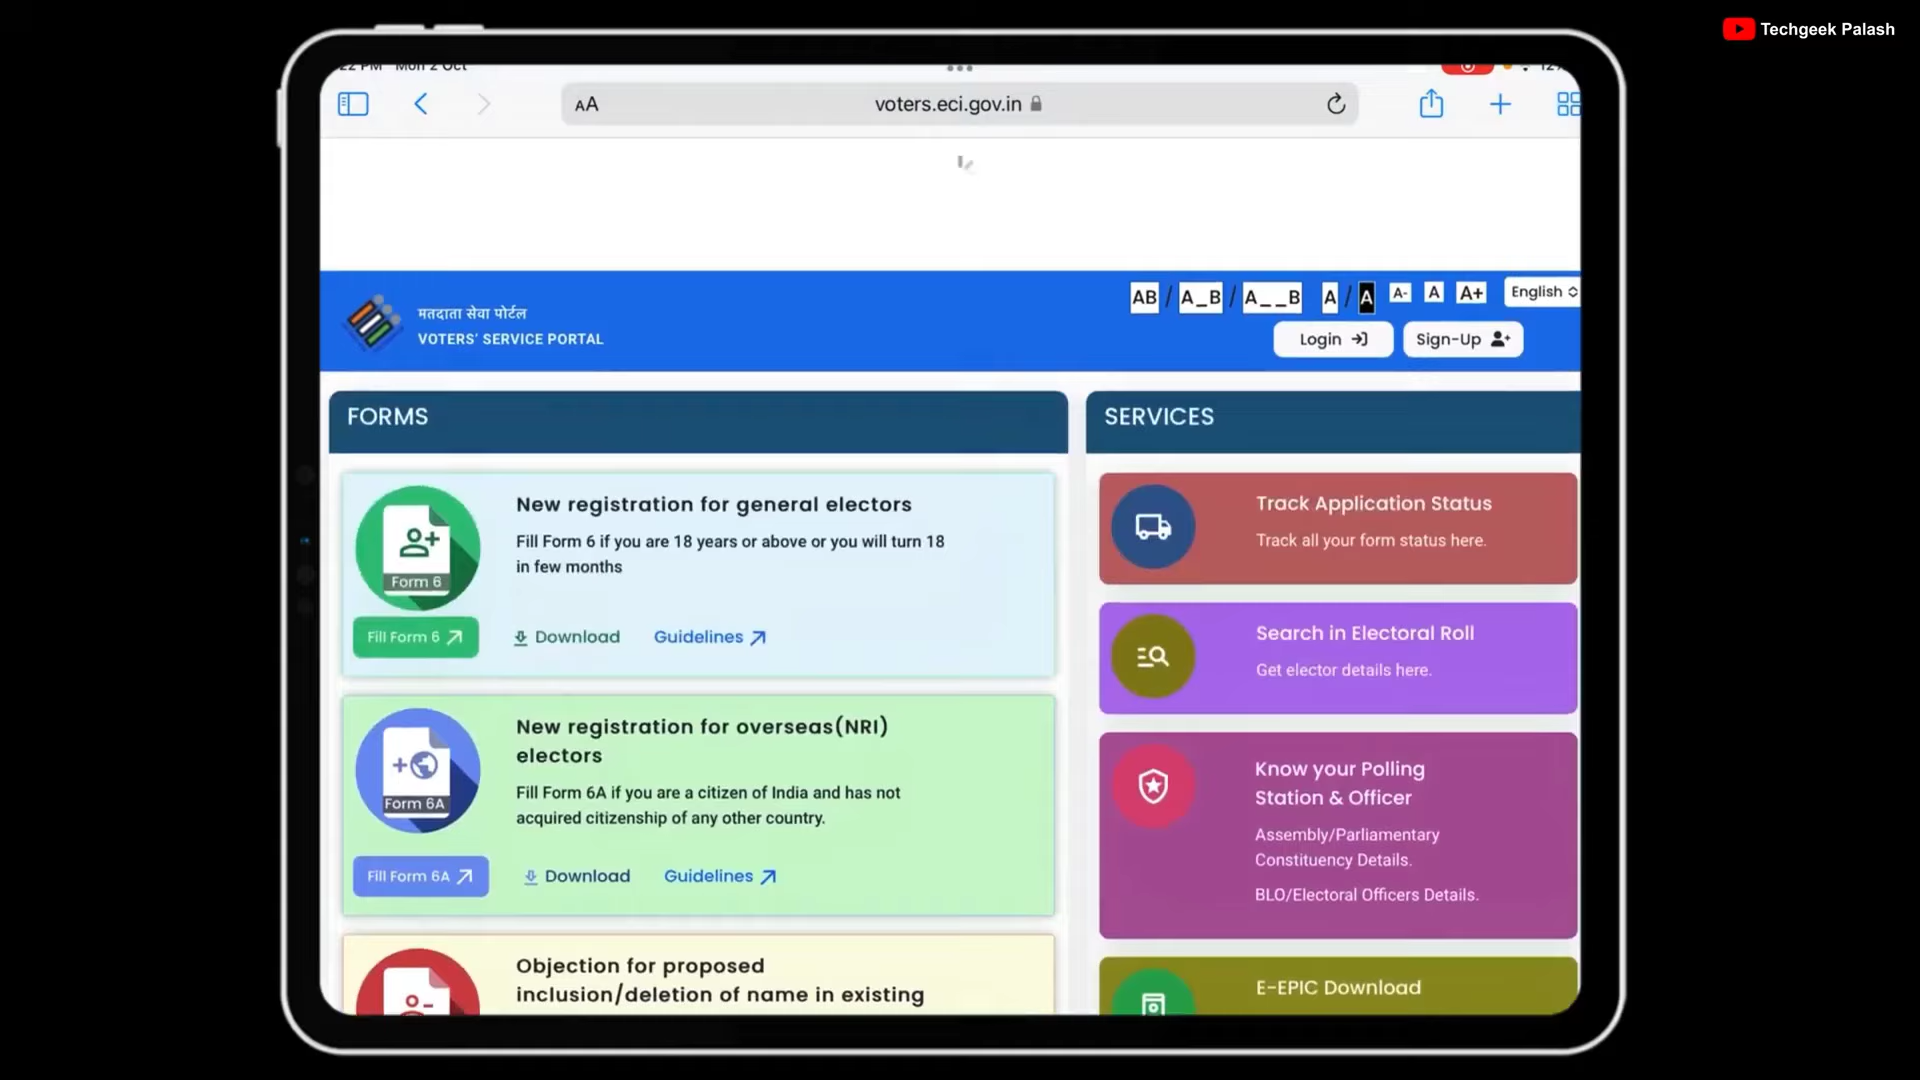 Techgeek Palash
22 PM Mon 2 Oct
AA
voters.eci.gov.in
AB / A_B / A__B A / A A- A A+ English
मतदाता सेवा पोर्टल
VOTERS' SERVICE PORTAL
Login
Sign-Up
FORMS
New registration for general electors
Fill Form 6 if you are 18 years or above or you will turn 18
in few months
Form 6
Fill Form 6
Download
Guidelines
New registration for overseas(NRI)
electors
Fill Form 6A if you are a citizen of India and has not
acquired citizenship of any other country.
Form 6A
Fill Form 6A
Download
Guidelines
Objection for proposed
inclusion/deletion of name in existing
SERVICES
Track Application Status
Track all your form status here.
Search in Electoral Roll
Get elector details here.
Know your Polling
Station & Officer
Assembly/Parliamentary
Constituency Details.
BLO/Electoral Officers Details.
E-EPIC Download